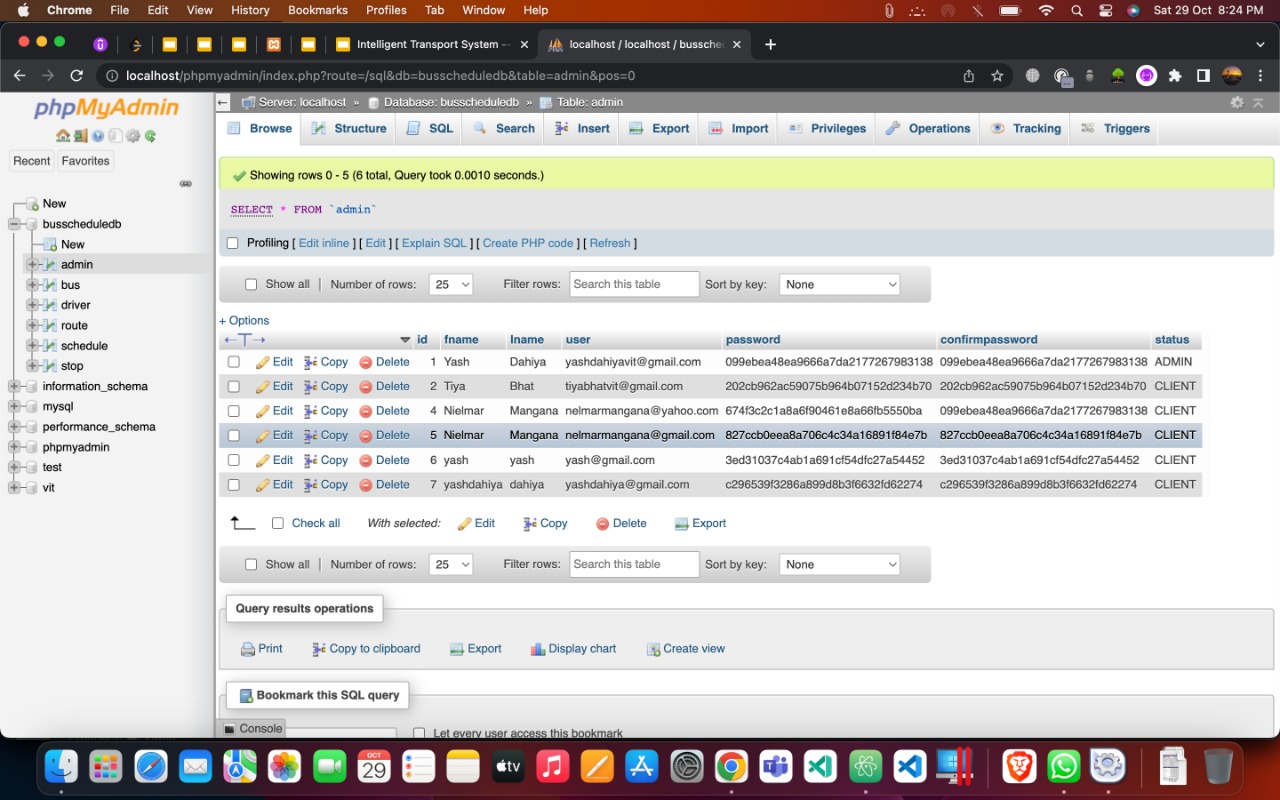 Chrome File Edit View History Bookmarks Profiles Tab Window Help Sat 29 Oct 8:24 PM
Intelligent Transport System - localhost / localhost / bussched
localhost/phpmyadmin/index.php?route=/sql&db=busscheduledb&table=admin&pos=0
phpMyAdmin
Recent Favorites
New
busscheduledb
New
admin
bus
driver
route
schedule
stop
information_schema
mysql
performance_schema
phpmyadmin
test
vit
Server: localhost » Database: busscheduledb » Table: admin
Browse Structure SQL Search Insert Export Import Privileges Operations Tracking Triggers
Showing rows 0 - 5 (6 total, Query took 0.0010 seconds.)
SELECT * FROM `admin`
Profiling [ Edit inline ] [ Edit ] [ Explain SQL ] [ Create PHP code ] [ Refresh ]
Show all | Number of rows: 25 Filter rows: Search this table Sort by key: None
+ Options
←T→ id fname lname user password confirmpassword status
Edit Copy Delete 1 Yash Dahiya yashdahiyavit@gmail.com 099ebea48ea9666a7da2177267983138 099ebea48ea9666a7da2177267983138 ADMIN
Edit Copy Delete 2 Tiya Bhat tiyabhatvit@gmail.com 202cb962ac59075b964b07152d234b70 202cb962ac59075b964b07152d234b70 CLIENT
Edit Copy Delete 4 Nielmar Mangana nelmarmangana@yahoo.com 674f3c2c1a8a6f90461e8a66fb5550ba 099ebea48ea9666a7da2177267983138 CLIENT
Edit Copy Delete 5 Nielmar Mangana nelmarmangana@gmail.com 827ccb0eea8a706c4c34a16891f84e7b 827ccb0eea8a706c4c34a16891f84e7b CLIENT
Edit Copy Delete 6 yash yash yash@gmail.com 3ed31037c4ab1a691cf54dfc27a54452 3ed31037c4ab1a691cf54dfc27a54452 CLIENT
Edit Copy Delete 7 yashdahiya dahiya yashdahiya@gmail.com c296539f3286a899d8b3f6632fd62274 c296539f3286a899d8b3f6632fd62274 CLIENT
Check all With selected: Edit Copy Delete Export
Show all | Number of rows: 25 Filter rows: Search this table Sort by key: None
Query results operations
Print Copy to clipboard Export Display chart Create view
Bookmark this SQL query
Console
Let every user access this bookmark
OCT
29
tv